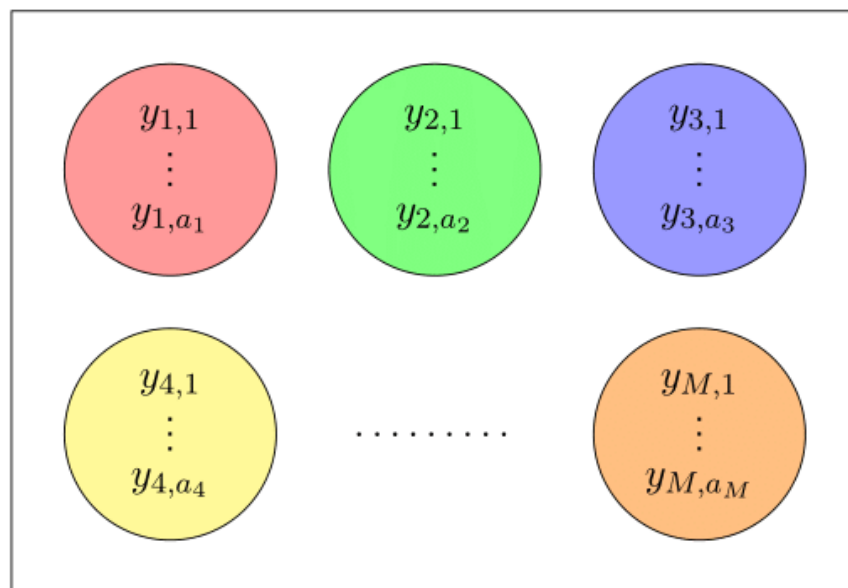 y_{1,1} y_{2,1} y_{3,1}
⋮ ⋮ ⋮
y_{1,a_1} y_{2,a_2} y_{3,a_3}
y_{4,1} y_{M,1}
⋮ ......... ⋮
y_{4,a_4} y_{M,a_M}